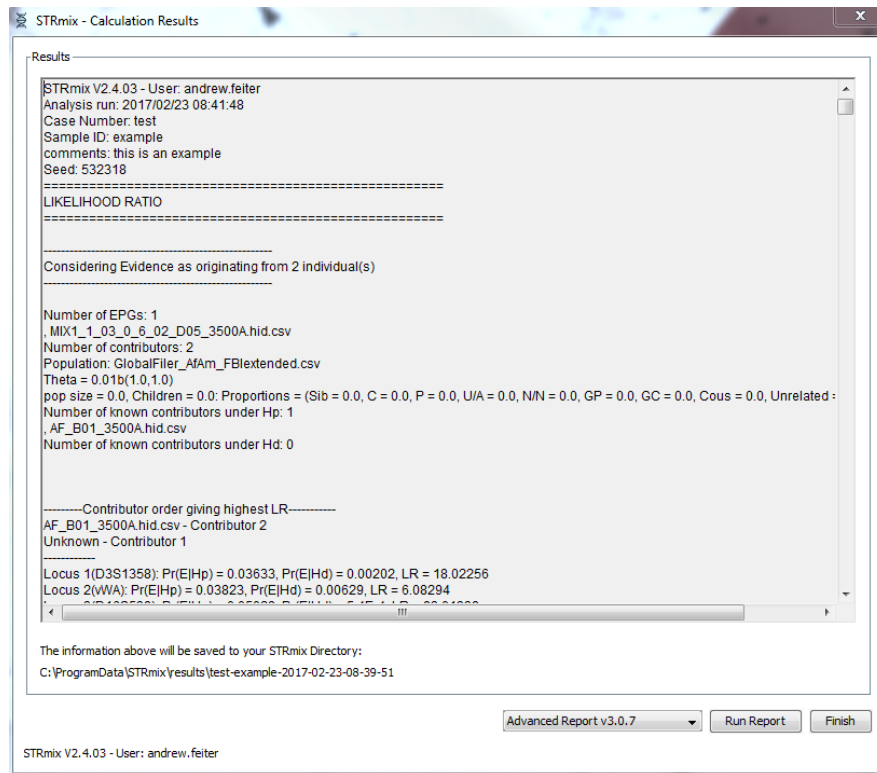 STRmix - Calculation Results
Results
STRmix V2.4.03 - User: andrew.feiter
Analysis run: 2017/02/23 08:41:48
Case Number: test
Sample ID: example
comments: this is an example
Seed: 532318
======================================================
LIKELIHOOD RATIO
======================================================
-----------------------------------------------------
Considering Evidence as originating from 2 individual(s)
-----------------------------------------------------
Number of EPGs: 1
, MIX1_1_03_0_6_02_D05_3500A.hid.csv
Number of contributors: 2
Population: GlobalFiler_AfAm_FBIextended.csv
Theta = 0.01b(1.0,1.0)
pop size = 0.0, Children = 0.0: Proportions = (Sib = 0.0, C = 0.0, P = 0.0, U/A = 0.0, N/N = 0.0, GP = 0.0, GC = 0.0, Cous = 0.0, Unrelated :
Number of known contributors under Hp: 1
, AF_B01_3500A.hid.csv
Number of known contributors under Hd: 0
---------Contributor order giving highest LR-----------
AF_B01_3500A.hid.csv - Contributor 2
Unknown - Contributor 1
------------
Locus 1(D3S1358): Pr(E|Hp) = 0.03633, Pr(E|Hd) = 0.00202, LR = 18.02256
Locus 2(vWA): Pr(E|Hp) = 0.03823, Pr(E|Hd) = 0.00629, LR = 6.08294
The information above will be saved to your STRmix Directory:
C:\ProgramData\STRmix\results\test-example-2017-02-23-08-39-51
Advanced Report v3.0.7
Run Report
Finish
STRmix V2.4.03 - User: andrew.feiter